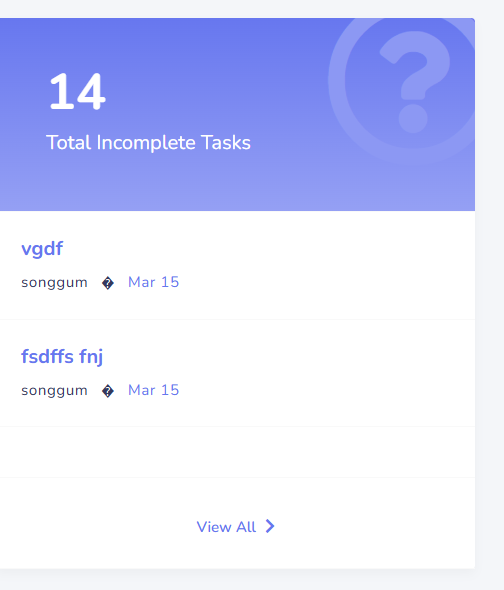 14
Total Incomplete Tasks
vgdf
songgum � Mar 15
fsdffs fnj
songgum � Mar 15
View All